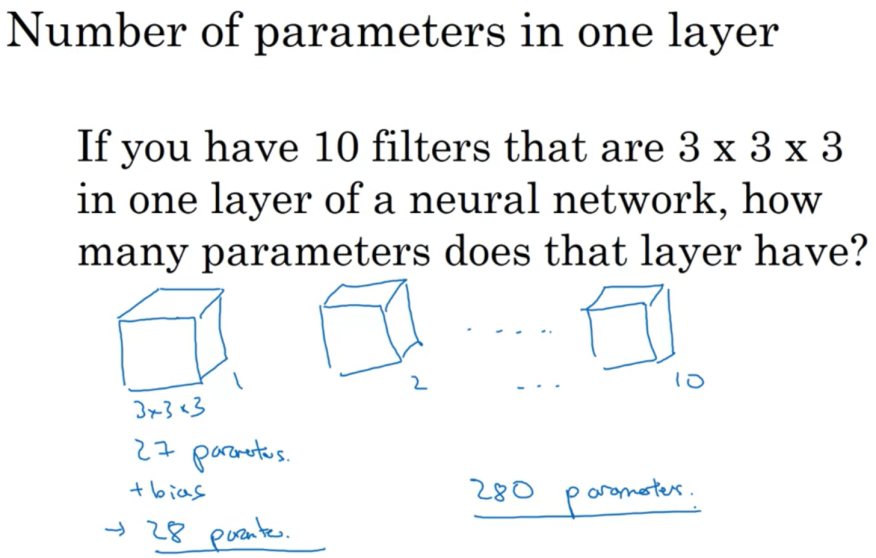 Number of parameters in one layer
If you have 10 filters that are 3 x 3 x 3
in one layer of a neural network, how
many parameters does that layer have?
1
2
.....
10
...
3x3x3
27 parameters.
+ bias
→ 28 parameters.
280 parameters.